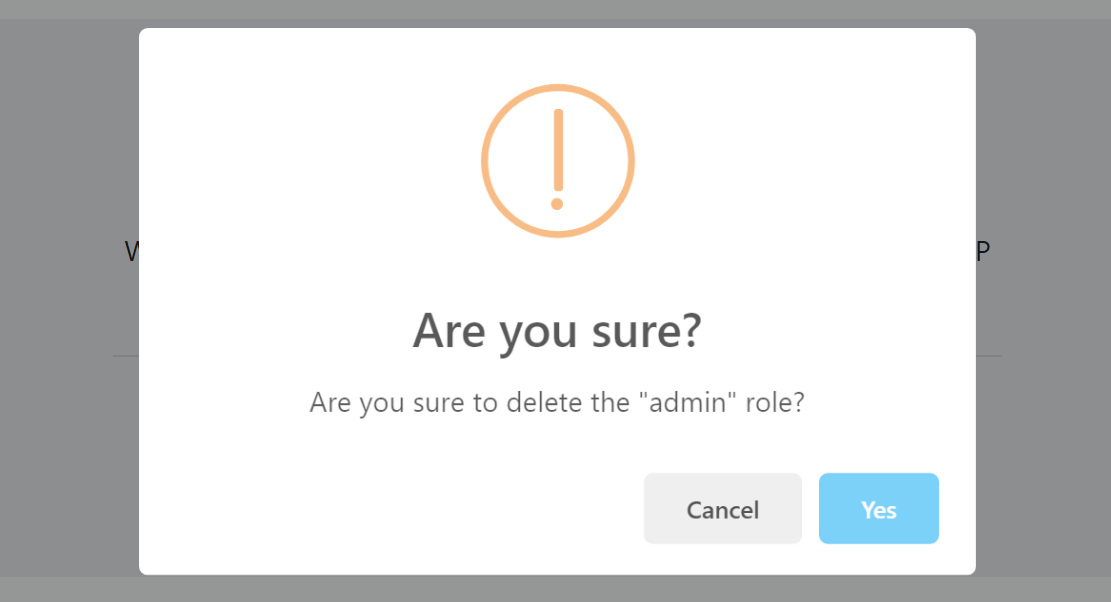 Are you sure?
Are you sure to delete the "admin" role?
Cancel
Yes
P